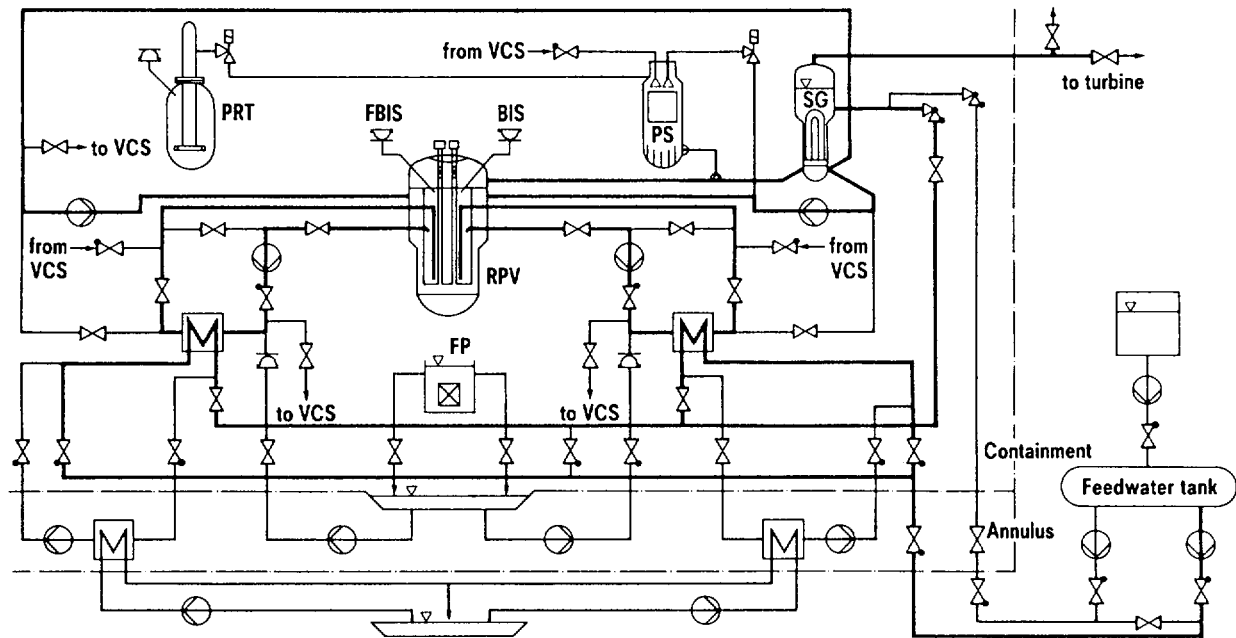 from VCS
to turbine
PRT
FBIS
BIS
PS
SG
to VCS
from
VCS
RPV
from
VCS
FP
to VCS
to VCS
Containment
Feedwater tank
Annulus